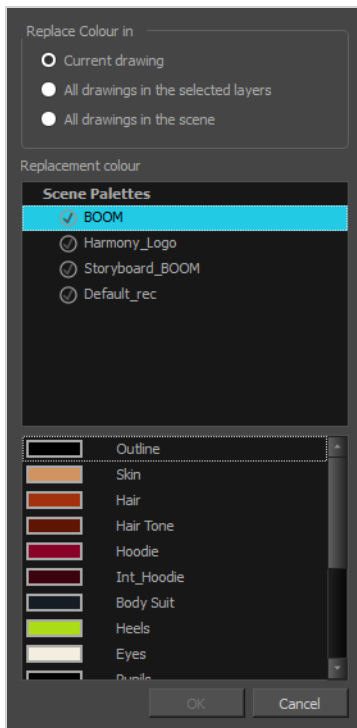 Replace Colour in
Current drawing
All drawings in the selected layers
All drawings in the scene
Replacement colour
Scene Palettes
BOOM
Harmony_Logo
Storyboard_BOOM
Default_rec
Outline
Skin
Hair
Hair Tone
Hoodie
Int_Hoodie
Body Suit
Heels
Eyes
Pupils
OK
Cancel